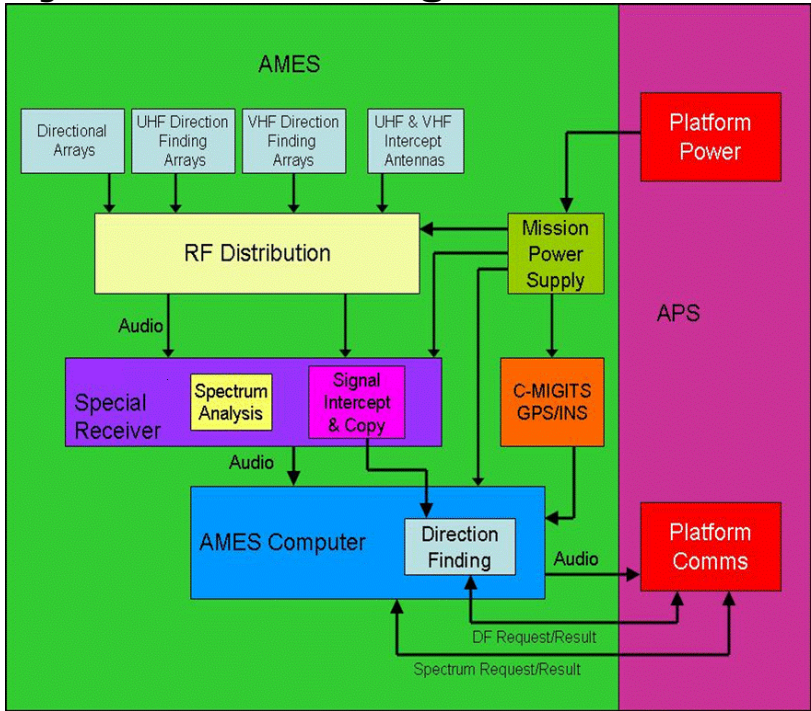 AMES
Directional
Arrays
UHF Direction
Finding
Arrays
VHF Direction
Finding
Arrays
UHF & VHF
Intercept
Antennas
Platform
Power
RF Distribution
Mission
Power
Supply
APS
Audio
Special
Receiver
Spectrum
Analysis
Signal
Intercept
& Copy
C-MIGITS
GPS/INS
Audio
AMES Computer
Direction
Finding
Audio
Platform
Comms
DF Request/Result
Spectrum Request/Result